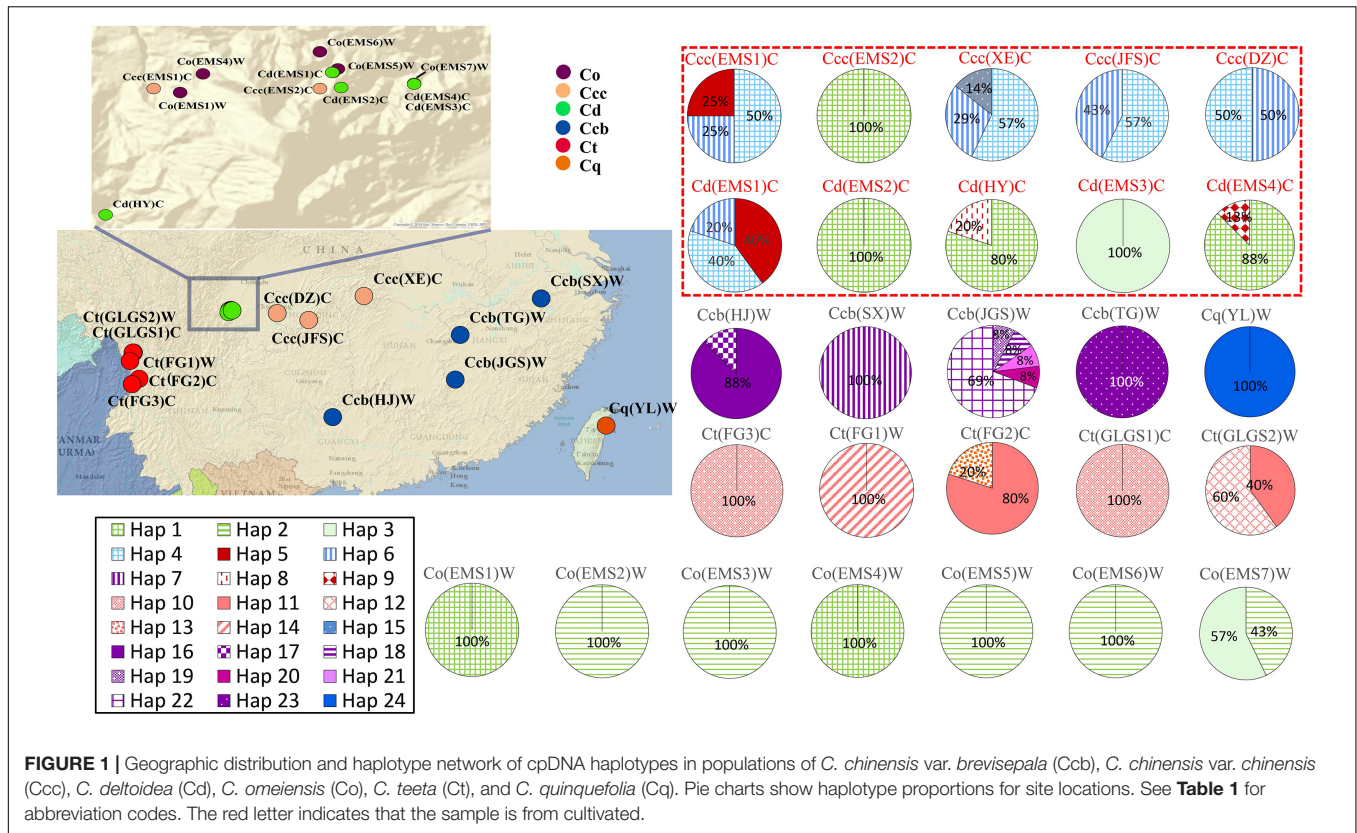 Co(EMS6)W
Co(EMS4)W
Ccc(EMS1)C
Co(EMS1)W
Cd(EMS1)C
Co(EMS5)W
Co(EMS7)W
Ccc(EMS2)C
Cd(EMS2)C
Cd(EMS4)C
Cd(EMS3)C
Cd(HY)C
Co
Ccc
Cd
Ccb
Ct
Cq
CHINA
Ccc(XE)C
Ccb(SX)W
Ccc(DZ)C
Ccb(TG)W
Ct(GLGS2)W
Ct(GLGS1)C
Ccc(JFS)C
Ct(FG1)W
Ccb(JGS)W
Ct(FG2)C
Ct(FG3)C
Ccb(HJ)W
Cq(YL)W
Hap 1 Hap 2 Hap 3
Hap 4 Hap 5 Hap 6
Hap 7 Hap 8 Hap 9
Hap 10 Hap 11 Hap 12
Hap 13 Hap 14 Hap 15
Hap 16 Hap 17 Hap 18
Hap 19 Hap 20 Hap 21
Hap 22 Hap 23 Hap 24
Ccc(EMS1)C Ccc(EMS2)C Ccc(XE)C Ccc(JFS)C Ccc(DZ)C
25% 50% 25% 100% 14% 29% 57% 43% 57% 50% 50%
Cd(EMS1)C Cd(EMS2)C Cd(HY)C Cd(EMS3)C Cd(EMS4)C
20% 40% 40% 100% 20% 80% 100% 13% 88%
Ccb(HJ)W Ccb(SX)W Ccb(JGS)W Ccb(TG)W Cq(YL)W
88% 100% 8% 8% 8% 8% 69% 100% 100%
Ct(FG3)C Ct(FG1)W Ct(FG2)C Ct(GLGS1)C Ct(GLGS2)W
100% 100% 20% 80% 100% 60% 40%
Co(EMS1)W Co(EMS2)W Co(EMS3)W Co(EMS4)W Co(EMS5)W Co(EMS6)W Co(EMS7)W
100% 100% 100% 100% 100% 100% 57% 43%
FIGURE 1 | Geographic distribution and haplotype network of cpDNA haplotypes in populations of C. chinensis var. brevisepala (Ccb), C. chinensis var. chinensis
(Ccc), C. deltoidea (Cd), C. omeiensis (Co), C. teeta (Ct), and C. quinquefolia (Cq). Pie charts show haplotype proportions for site locations. See Table 1 for
abbreviation codes. The red letter indicates that the sample is from cultivated.